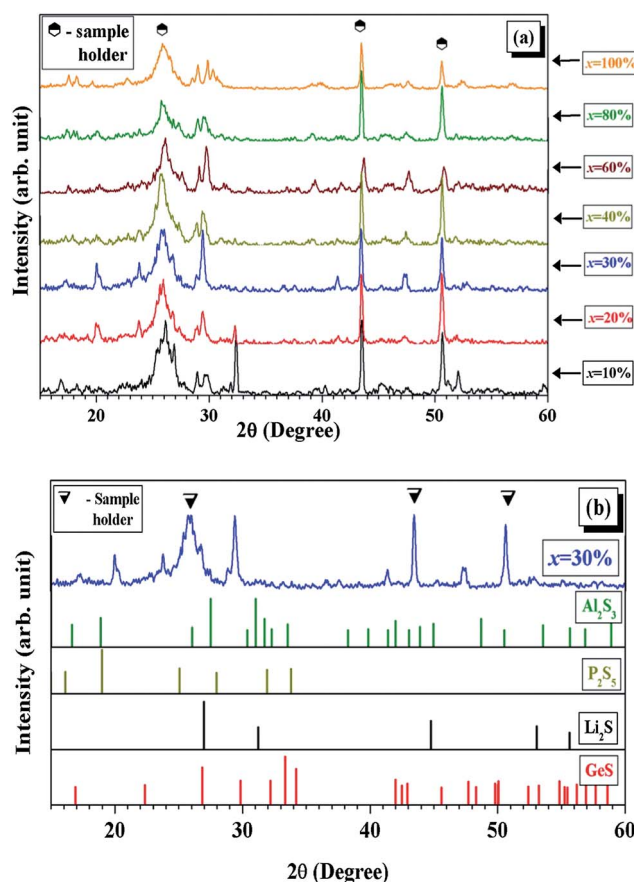 - sample
holder
(a)
x=100%
x=80%
x=60%
x=40%
x=30%
x=20%
x=10%
Intensity (arb. unit)
20 30 40 50 60
2θ (Degree)
- Sample
holder
(b)
x=30%
Al₂S₃
P₂S₅
Li₂S
GeS
Intensity (arb. unit)
20 30 40 50 60
2θ (Degree)